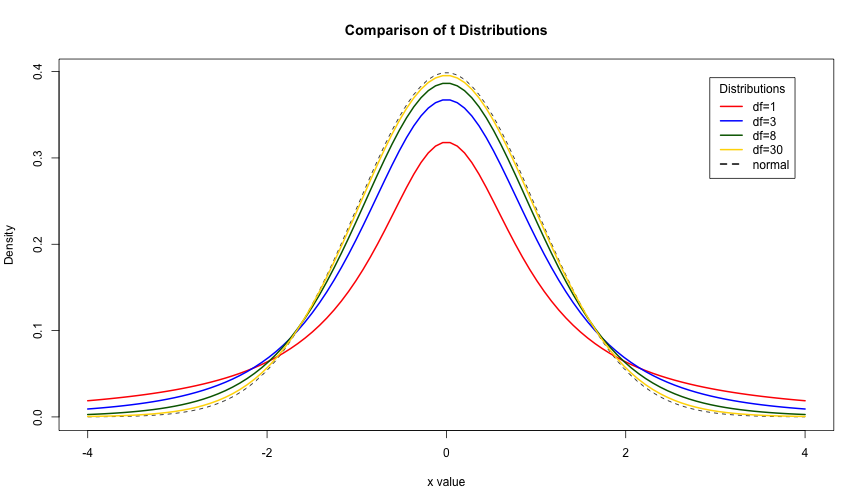 Comparison of t Distributions
Density
0.4
0.3
0.2
0.1
0.0
Distributions
df=1
df=3
df=8
df=30
normal
-4
-2
0
2
4
x value